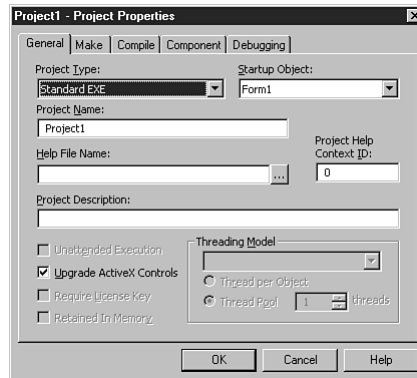 Project1 - Project Properties
General Make Compile Component Debugging
Project Type: Startup Object:
Standard EXE Form1
Project Name:
Project1
Project Help
Context ID:
Help File Name:
... 0
Project Description:
Unattended Execution
Upgrade ActiveX Controls
Require License Key
Retained In Memory
Threading Model
Thread per Object
Thread Pool 1 threads
OK Cancel Help